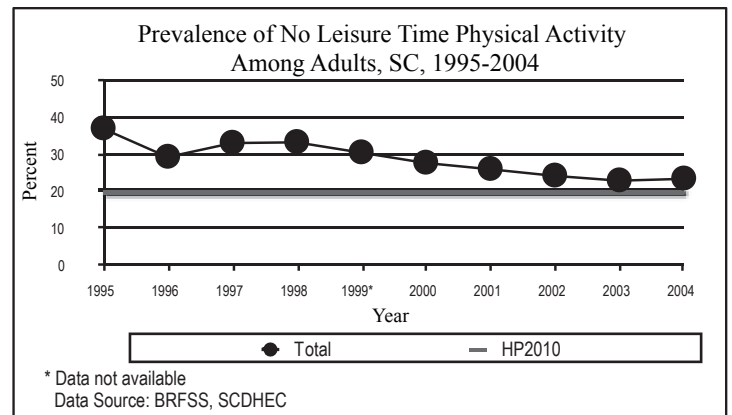 Prevalence of No Leisure Time Physical Activity
Among Adults, SC, 1995-2004
50
40
30
20
10
0
Percent
1995 1996 1997 1998 1999* 2000 2001 2002 2003 2004
Year
Total HP2010
* Data not available
Data Source: BRFSS, SCDHEC